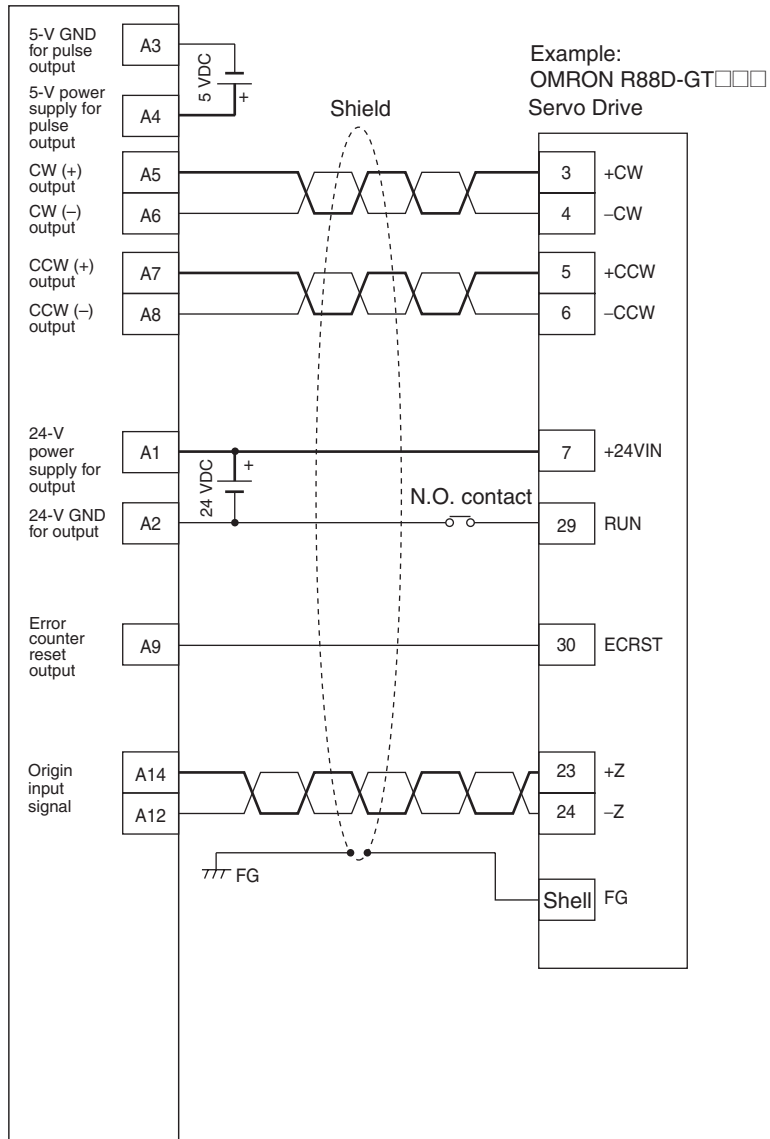 5-V GND
for pulse
output
A3
5 VDC
+
5-V power
supply for
pulse
output
A4
Example:
OMRON R88D-GT□□□
Servo Drive
Shield
CW (+)
output
A5
3
+CW
CW (−)
output
A6
4
−CW
CCW (+)
output
A7
5
+CCW
CCW (−)
output
A8
6
−CCW
24-V
power
supply for
output
A1
7
+24VIN
24 VDC
+
N.O. contact
24-V GND
for output
A2
29
RUN
Error
counter
reset
output
A9
30
ECRST
Origin
input
signal
A14
23
+Z
A12
24
−Z
FG
Shell
FG